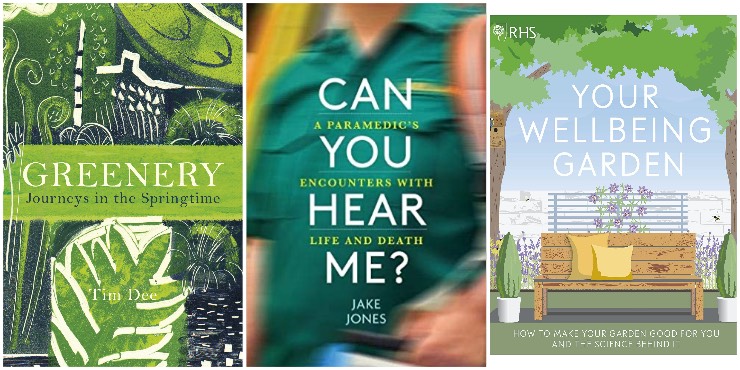 GREENERY
Journeys in the Springtime
Tim Dee
CAN
A PARAMEDIC'S
YOU
ENCOUNTERS WITH
HEAR
LIFE AND DEATH
ME?
JAKE
JONES
RHS
YOUR
WELLBEING
GARDEN
HOW TO MAKE YOUR GARDEN GOOD FOR YOU
AND THE SCIENCE BEHIND IT